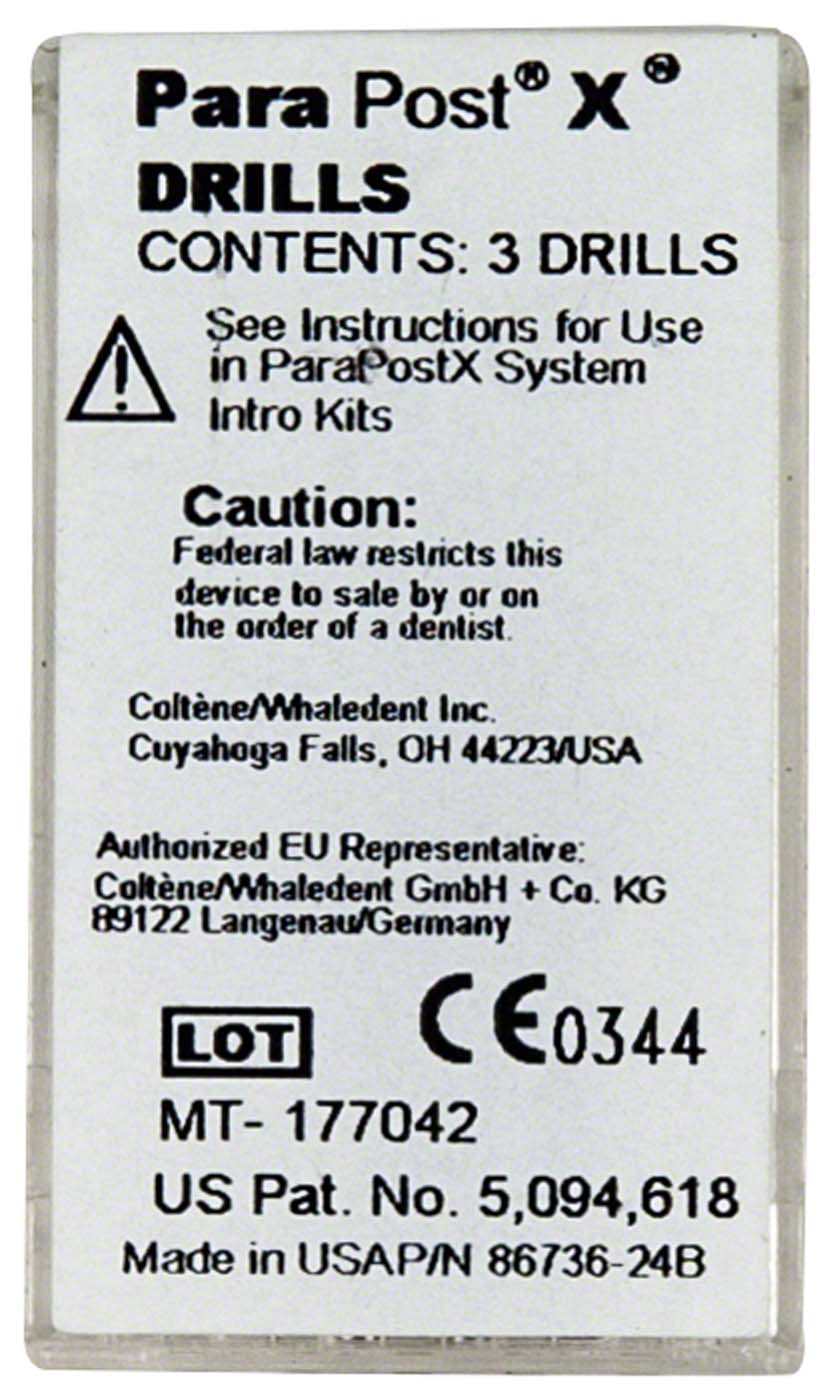 Para Post® X®
DRILLS
CONTENTS: 3 DRILLS
See Instructions for Use
in ParaPostX System
Intro Kits
Caution:
Federal law restricts this
device to sale by or on
the order of a dentist.
Coltène/Whaledent Inc.
Cuyahoga Falls, OH 44223/USA
Authorized EU Representative:
Coltène/Whaledent GmbH + Co. KG
89122 Langenau/Germany
LOT CE0344
MT- 177042
US Pat. No. 5,094,618
Made in USAP/N 86736-24B